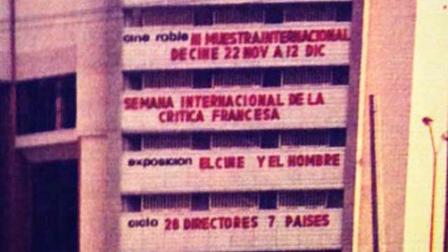 cine roble III MUESTRA INTERNACIONAL
DE CINE 22 NOV A 12 DIC
SEMANA INTERNACIONAL DE LA
CRITICA FRANCESA
exposicion EL CINE Y EL HOMBRE
ciclo 26 DIRECTORES 7 PAISES